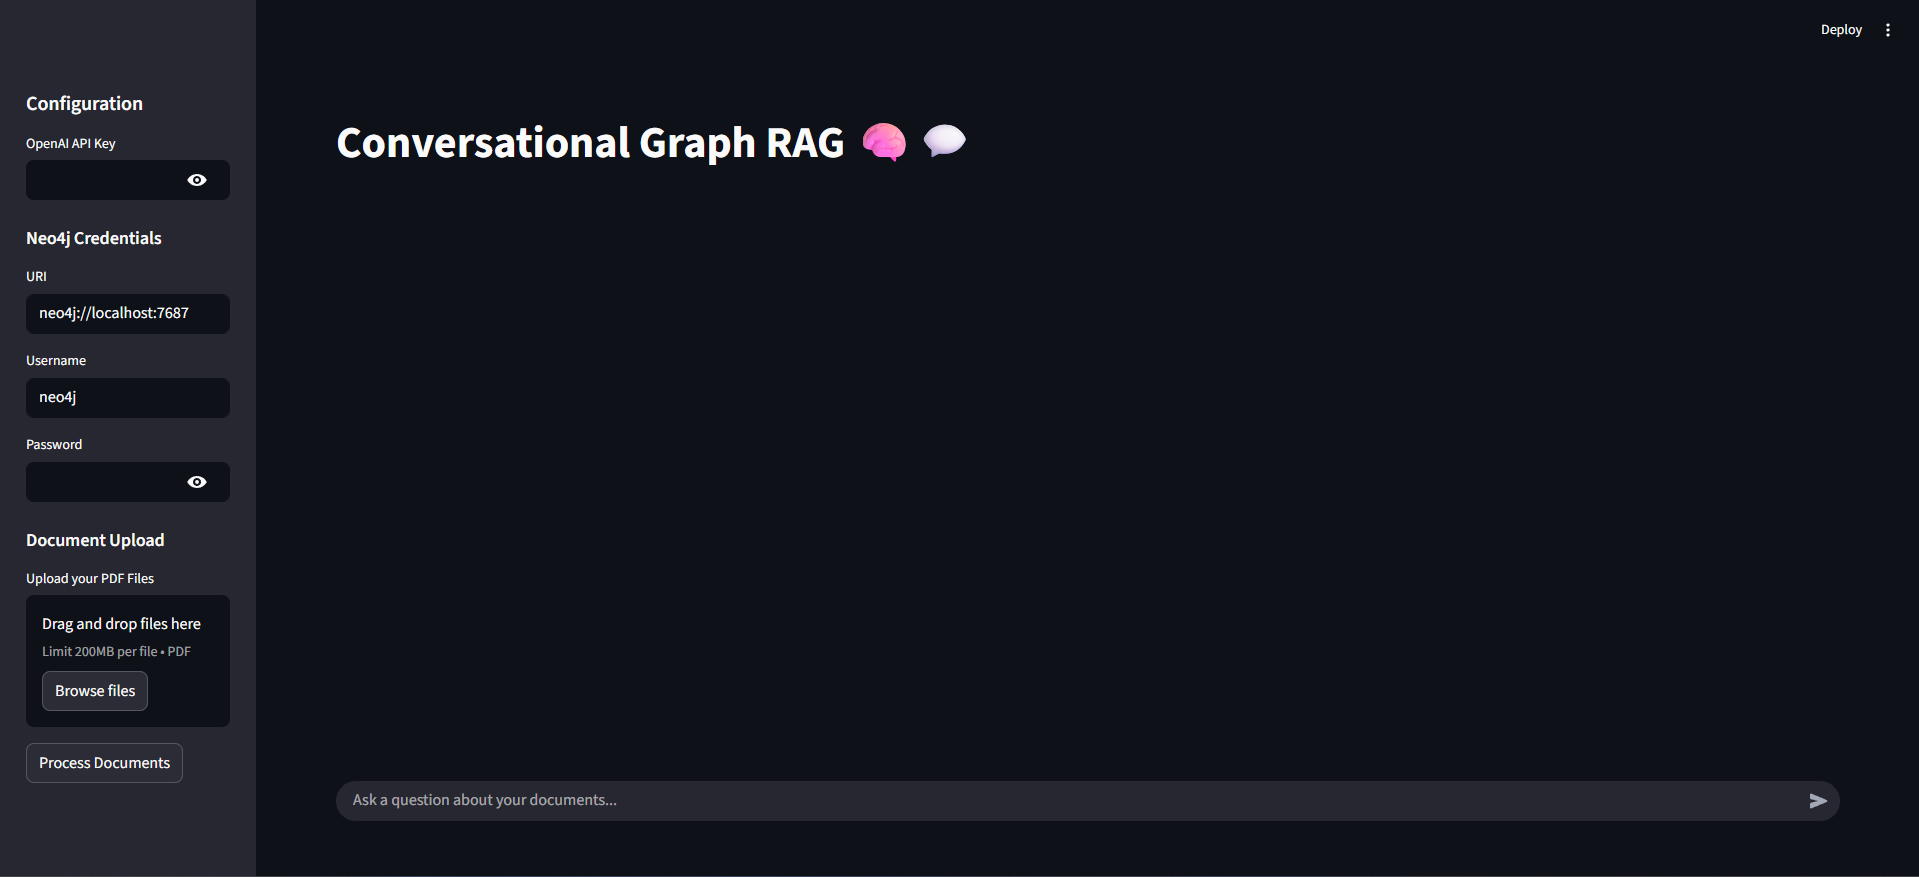 Deploy
Configuration
OpenAI API Key
Neo4j Credentials
URI
neo4j://localhost:7687
Username
neo4j
Password
Document Upload
Upload your PDF Files
Drag and drop files here
Limit 200MB per file • PDF
Browse files
Process Documents
Conversational Graph RAG 🧠 💬
Ask a question about your documents...